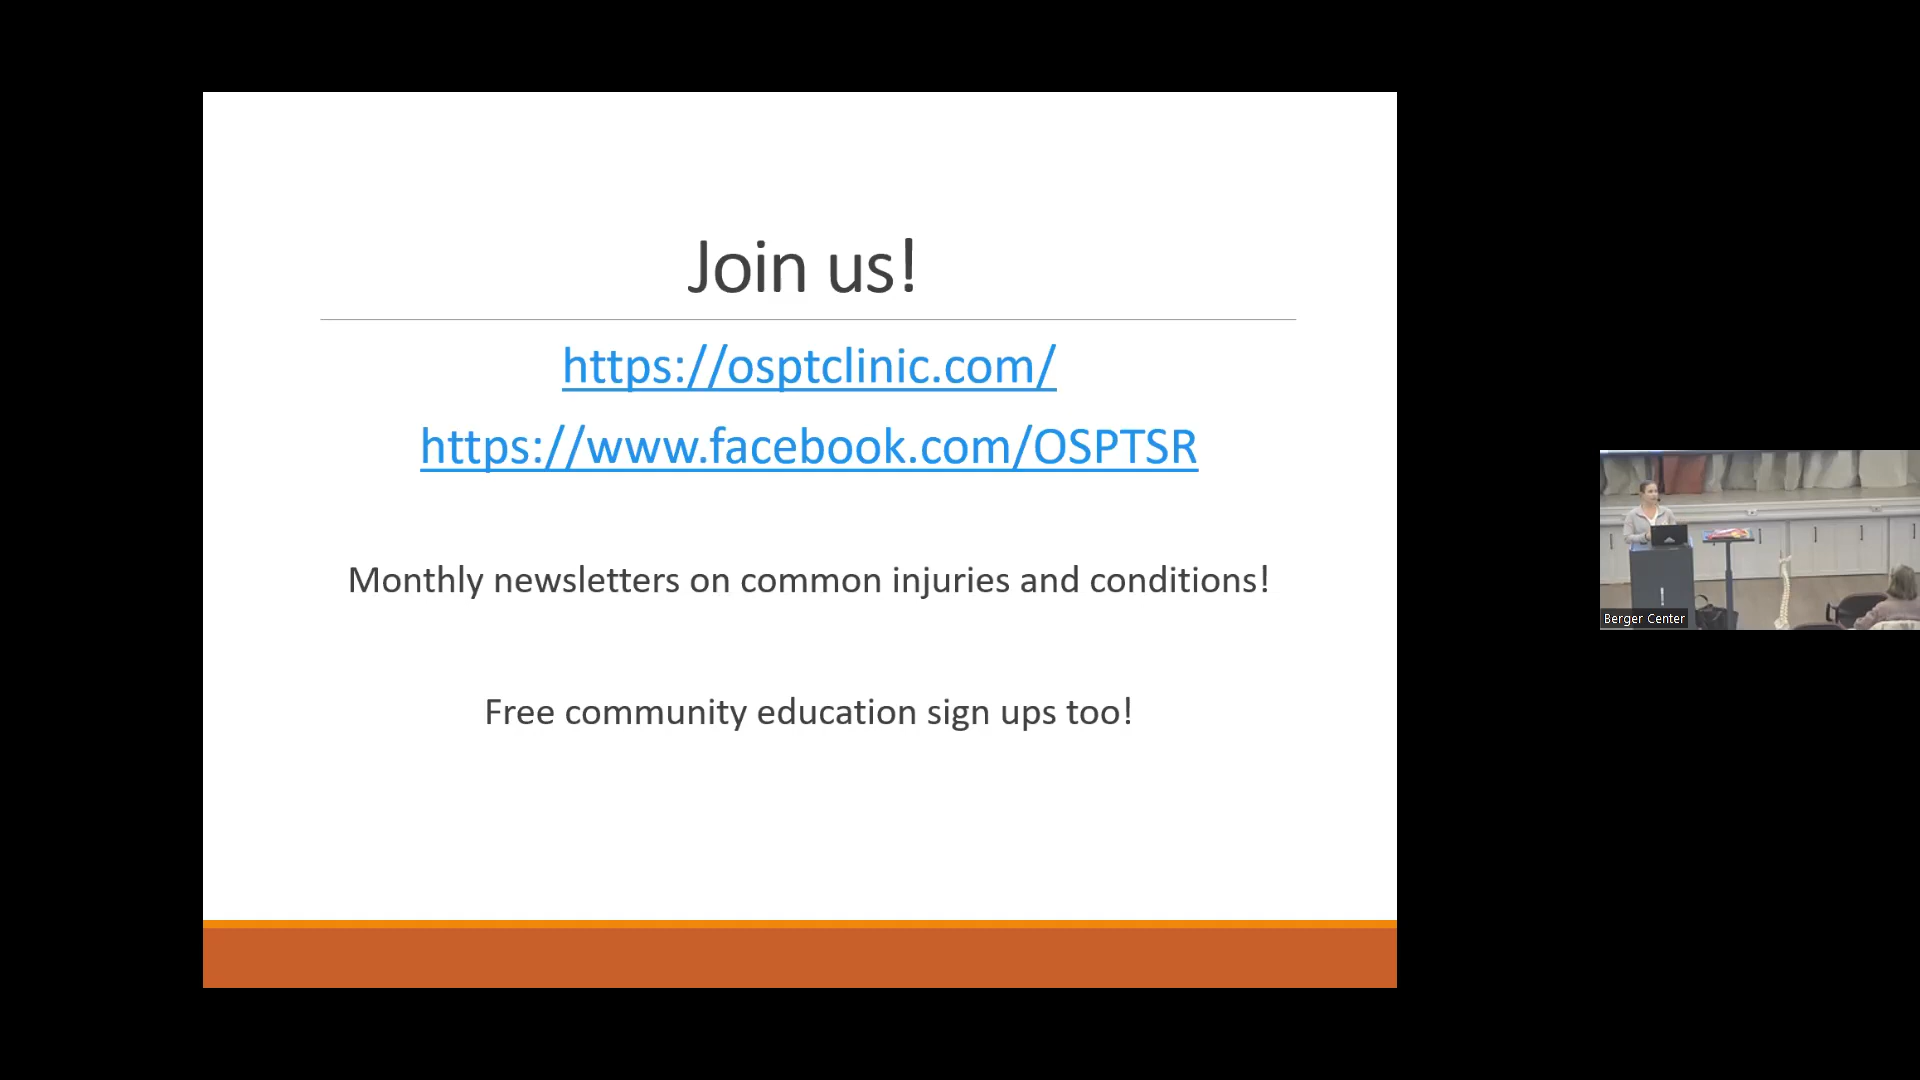 Join us!
https://osptclinic.com/
https://www.facebook.com/OSPTSR
Monthly newsletters on common injuries and conditions!
Free community education sign ups too!
Berger Center